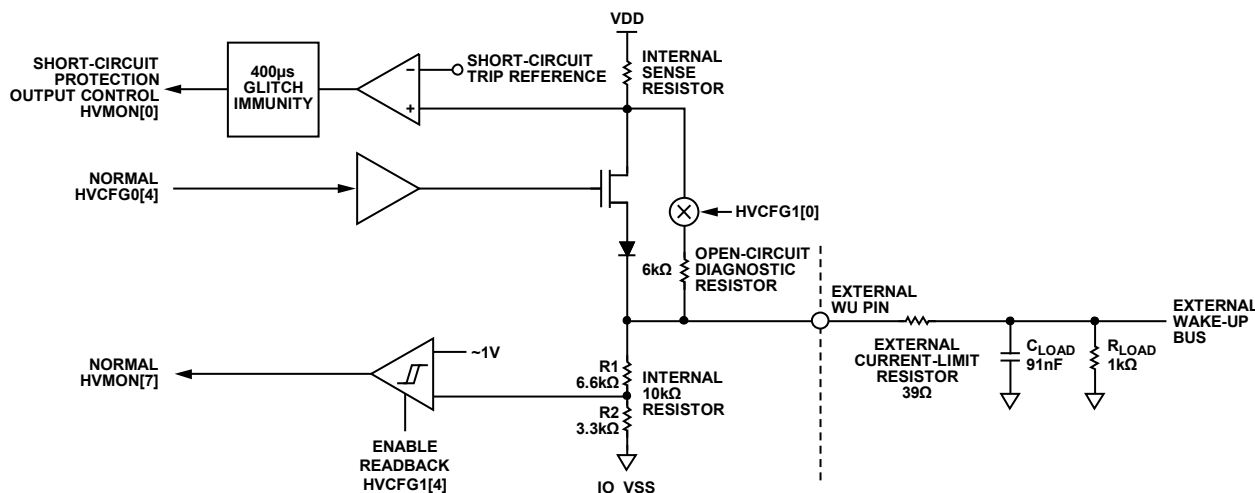 VDD
SHORT-CIRCUIT
PROTECTION
OUTPUT CONTROL
HVMON[0]
400µs
GLITCH
IMMUNITY
–
+
SHORT-CIRCUIT
TRIP REFERENCE
INTERNAL
SENSE
RESISTOR
NORMAL
HVCFG0[4]
HVCFG1[0]
6kΩ
OPEN-CIRCUIT
DIAGNOSTIC
RESISTOR
EXTERNAL
WU PIN
EXTERNAL
CURRENT-LIMIT
RESISTOR
39Ω
CLOAD
91nF
RLOAD
1kΩ
EXTERNAL
WAKE-UP
BUS
NORMAL
HVMON[7]
~1V
ENABLE
READBACK
HVCFG1[4]
R1
6.6kΩ
R2
3.3kΩ
INTERNAL
10kΩ
RESISTOR
IO_VSS